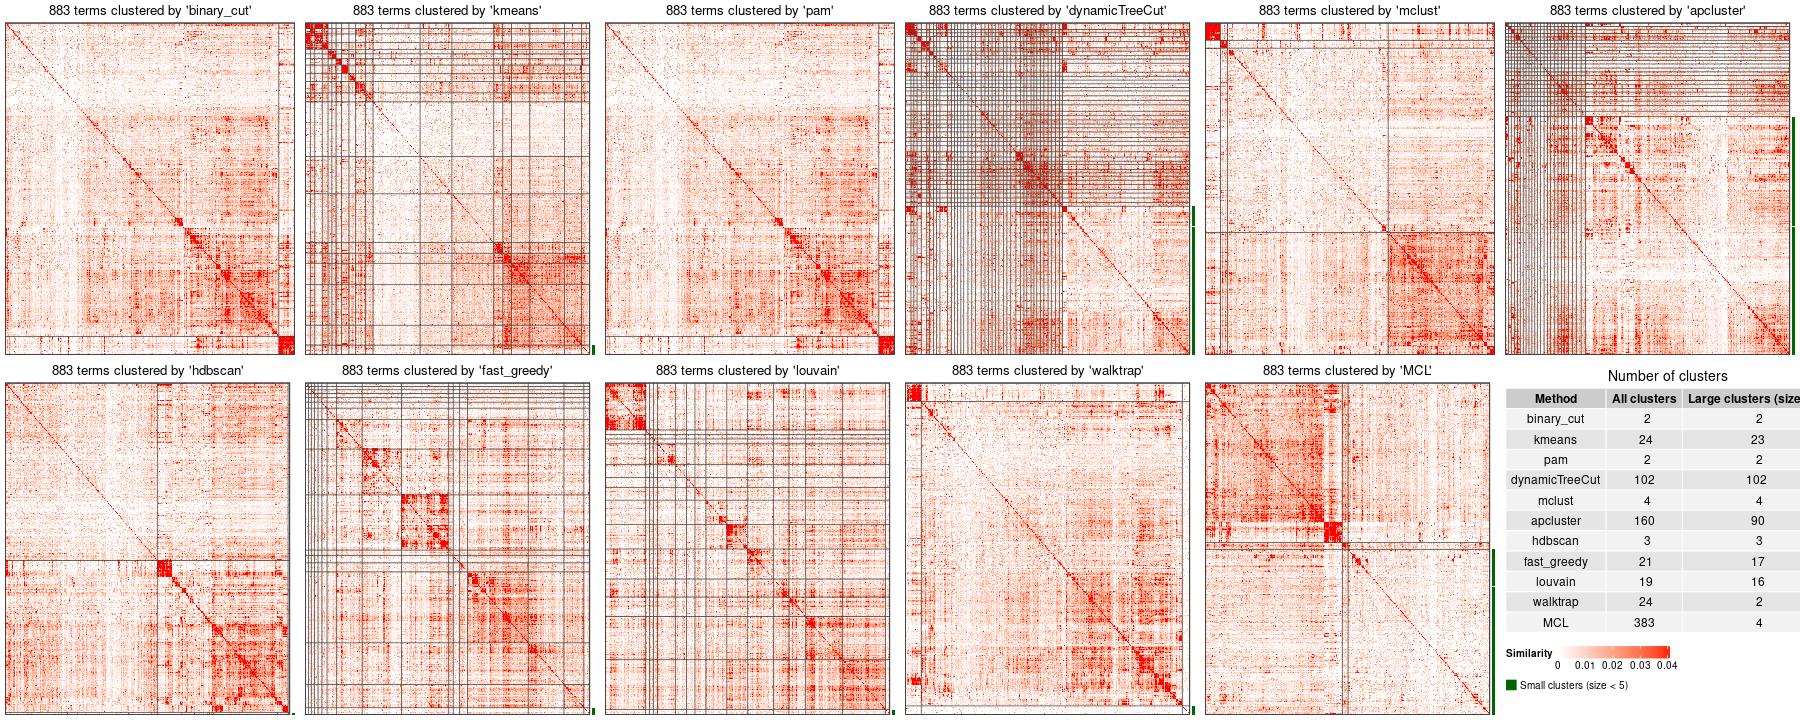 883 terms clustered by 'binary_cut'
883 terms clustered by 'kmeans'
883 terms clustered by 'pam'
883 terms clustered by 'dynamicTreeCut'
883 terms clustered by 'mclust'
883 terms clustered by 'apcluster'
883 terms clustered by 'hdbscan'
883 terms clustered by 'fast_greedy'
883 terms clustered by 'louvain'
883 terms clustered by 'walktrap'
883 terms clustered by 'MCL'
Number of clusters
Method All clusters Large clusters (size
binary_cut 2 2
kmeans 24 23
pam 2 2
dynamicTreeCut 102 102
mclust 4 4
apcluster 160 90
hdbscan 3 3
fast_greedy 21 17
louvain 19 16
walktrap 24 2
MCL 383 4
Similarity
0 0.01 0.02 0.03 0.04
Small clusters (size < 5)